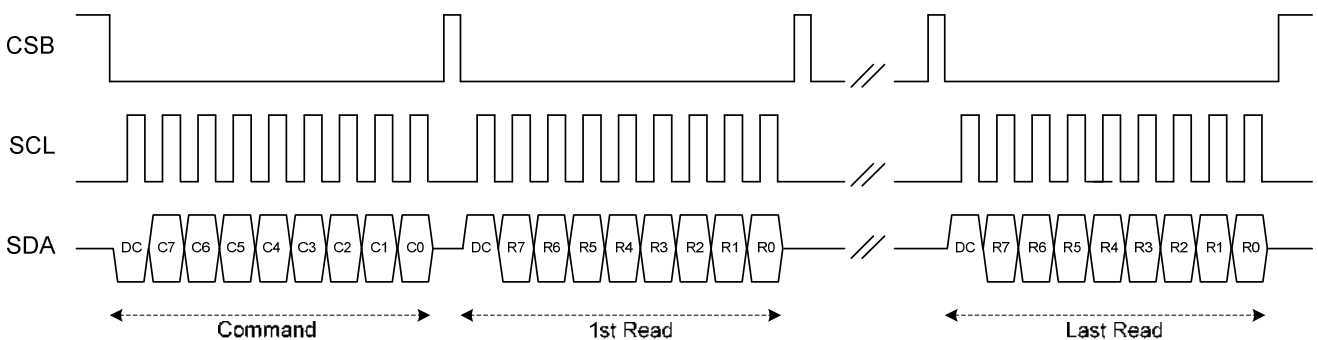 CSB
SCL
SDA DC C7 C6 C5 C4 C3 C2 C1 C0 DC R7 R6 R5 R4 R3 R2 R1 R0 DC R7 R6 R5 R4 R3 R2 R1 R0
Command 1st Read Last Read